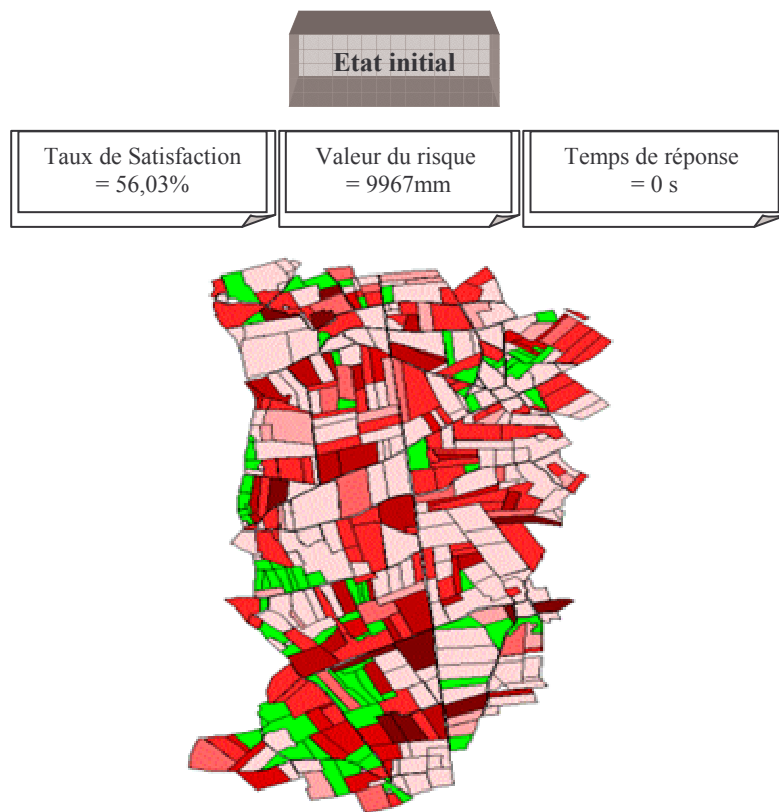 Etat initial
Taux de Satisfaction
= 56,03%
Valeur du risque
= 9967mm
Temps de réponse
= 0 s